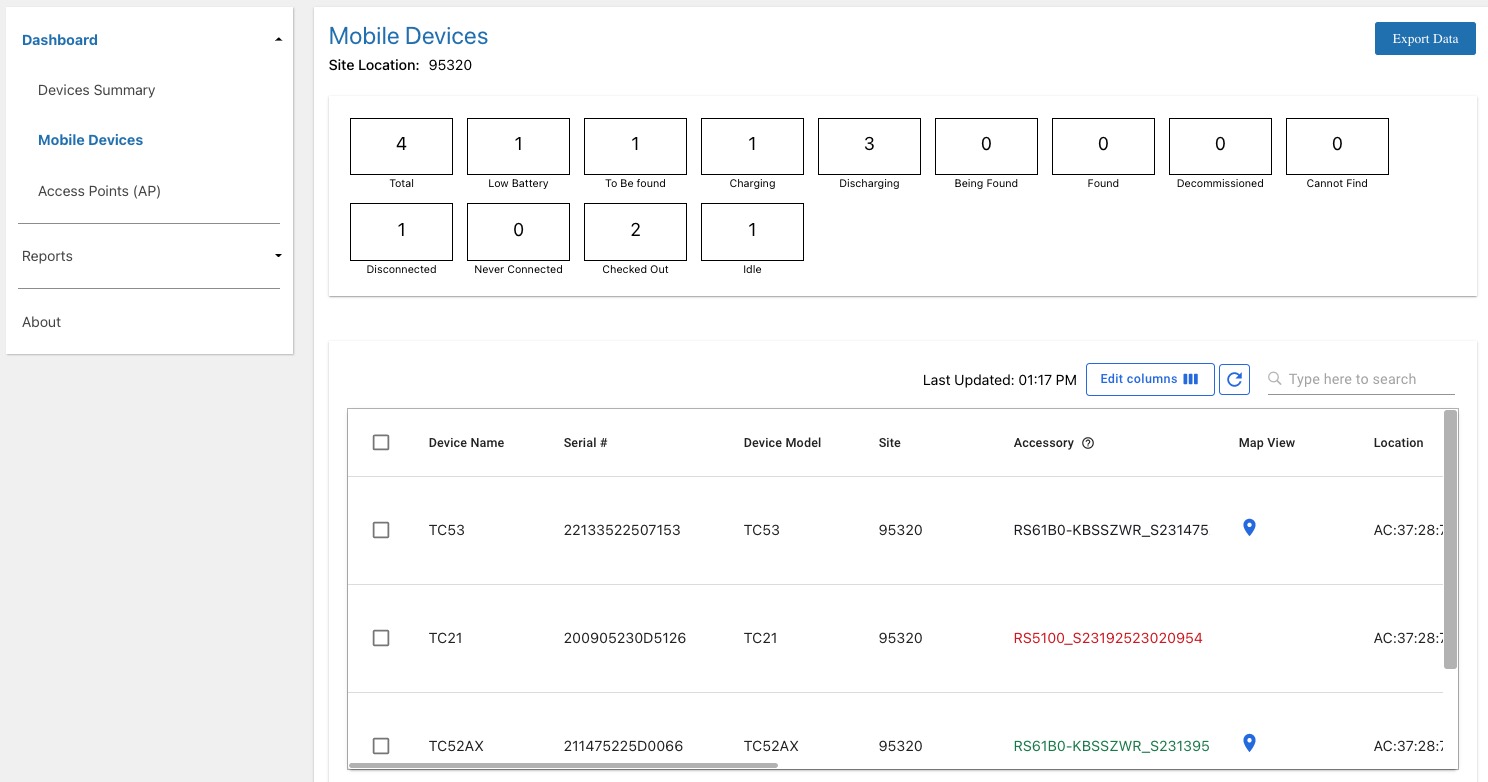 Dashboard
Devices Summary
Mobile Devices
Access Points (AP)
Reports
About
Mobile Devices
Export Data
Site Location: 95320
4 1 1 1 3 0 0 0 0
Total Low Battery To Be found Charging Discharging Being Found Found Decommissioned Cannot Find
1 0 2 1
Disconnected Never Connected Checked Out Idle
Last Updated: 01:17 PM Edit columns Type here to search
Device Name Serial # Device Model Site Accessory Map View Location
TC53 22133522507153 TC53 95320 RS61B0-KBSSZWR_S231475 AC:37:28:
TC21 200905230D5126 TC21 95320 RS5100_S23192523020954 AC:37:28:
TC52AX 211475225D0066 TC52AX 95320 RS61B0-KBSSZWR_S231395 AC:37:28: